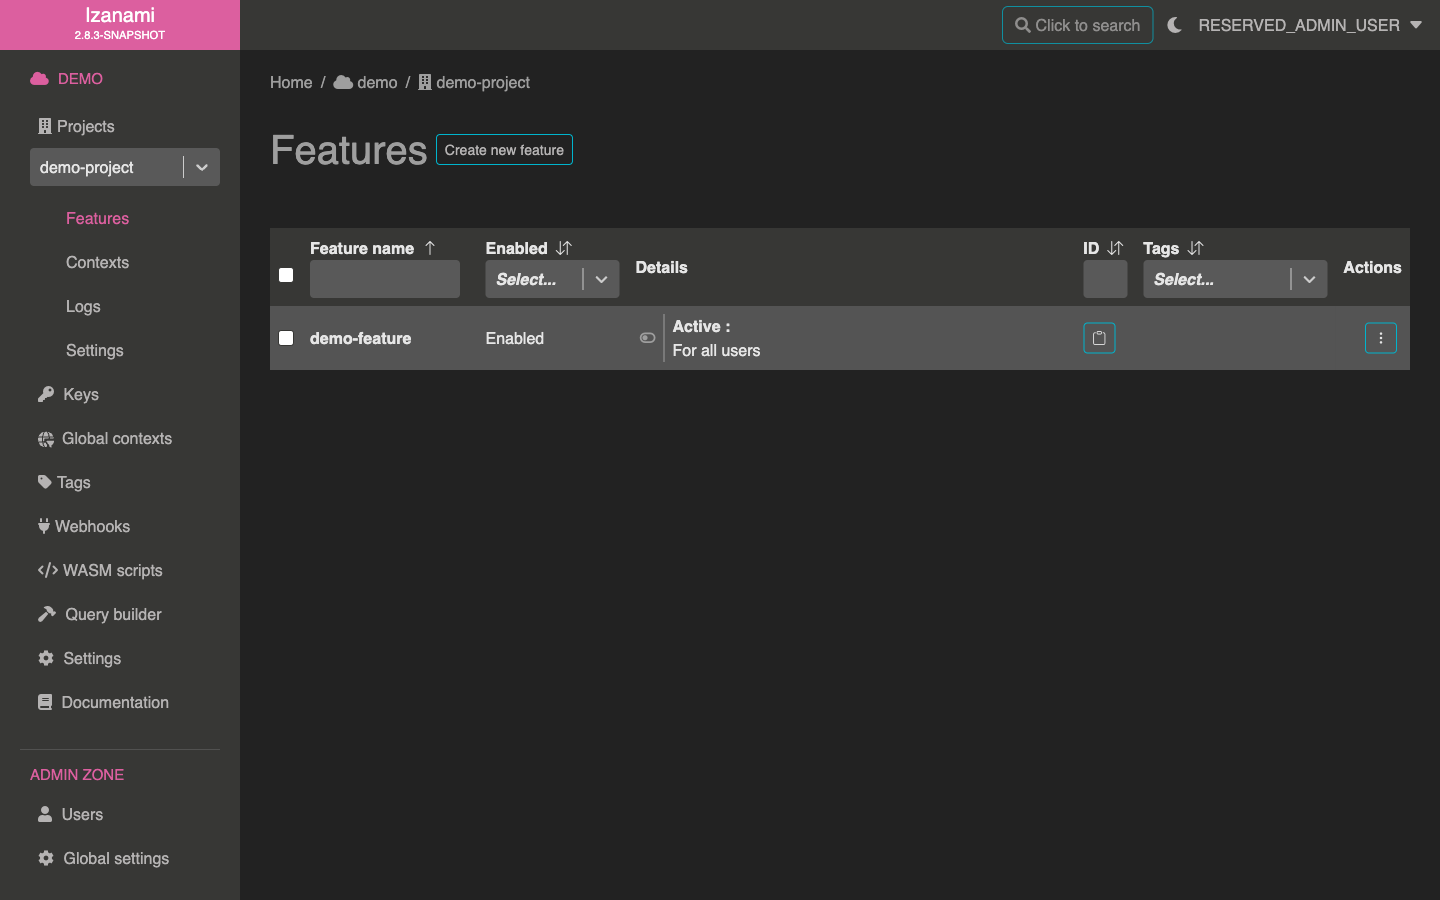 Izanami
2.8.3-SNAPSHOT
Click to search
RESERVED_ADMIN_USER
DEMO
Projects
demo-project
Features
Contexts
Logs
Settings
Keys
Global contexts
Tags
Webhooks
WASM scripts
Query builder
Settings
Documentation
ADMIN ZONE
Users
Global settings
Home / demo / demo-project
Features
Create new feature
Feature name Enabled Details ID Tags Actions
Select... Select...
demo-feature Enabled
Active :
For all users